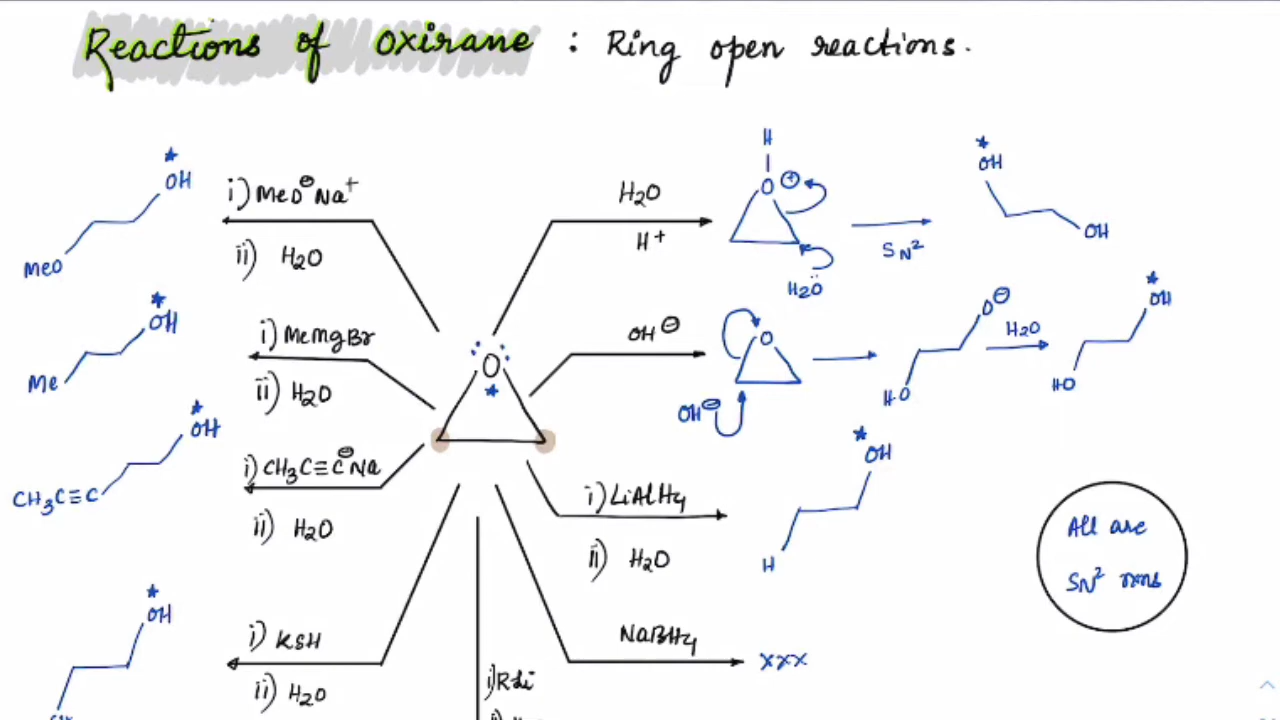 Reactions of oxirane : Ring open reactions.
*
OH
MeO
i) MeO⊖Na+
ii) H2O
*
OH
Me
i) MeMgBr
ii) H2O
*
OH
CH3C≡C
i) CH3C≡C⊖Na
ii) H2O
*
OH
i) KSH
ii) H2O
O
*
i) RLi
H2O
H+
H
O⊕
H2O
SN2
*
OH
OH
OH⊖
O
OH⊖
O⊖
HO
H2O
*
OH
HO
i) LiAlH4
ii) H2O
*
OH
H
NaBH4
xxx
All are
SN2 rxns